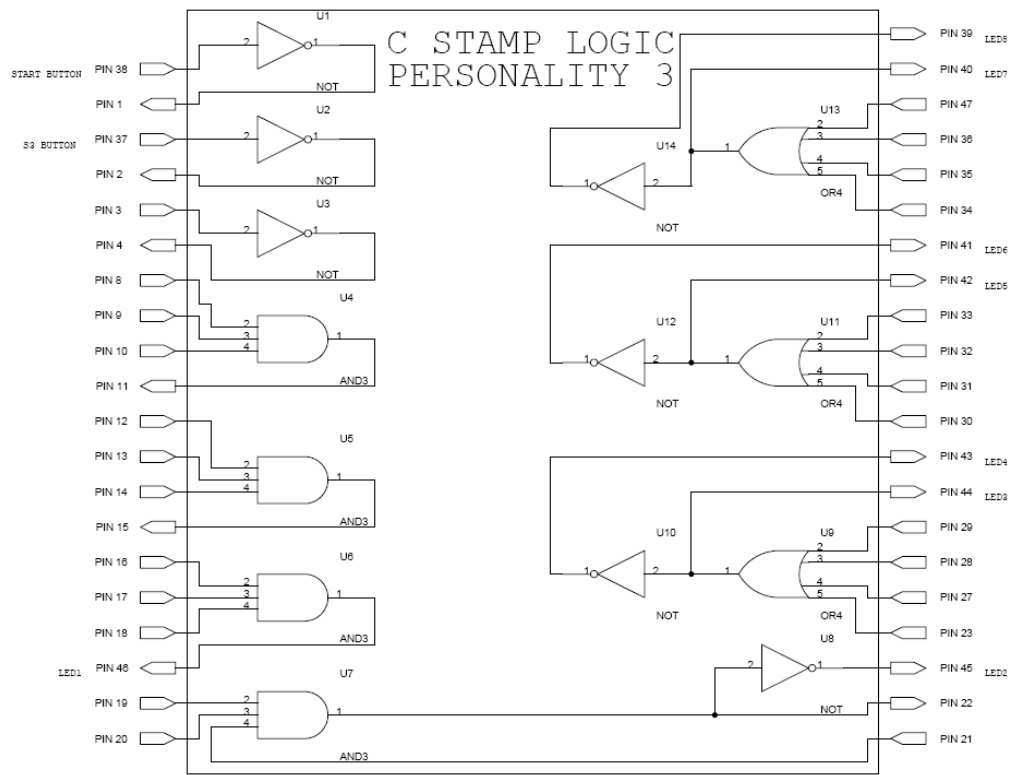 C STAMP LOGIC
PERSONALITY 3
U1
2 1
START BUTTON PIN 38
NOT
PIN 1
U2
S3 BUTTON PIN 37 2 1
NOT
PIN 2
U3
PIN 3 2 1
PIN 4
NOT
PIN 8
U4
PIN 9 2 3 4 1
PIN 10
PIN 11 AND3
PIN 12
U5
PIN 13 2 3 4 1
PIN 14
PIN 15 AND3
PIN 16
U6
PIN 17 2 3 4 1
PIN 18
AND3
LED1 PIN 46
U7
PIN 19 2 3 4 1
PIN 20
AND3
PIN 39 LED8
PIN 40 LED7
PIN 47
U13
1 2 3 4 5 PIN 36
U14
1 2
PIN 35
OR4
PIN 34
NOT
PIN 41 LED6
PIN 42 LED5
PIN 33
U12 U11
1 2 1 2 3 4 5
PIN 32
PIN 31
NOT OR4
PIN 30
PIN 43 LED4
PIN 44 LED3
PIN 29
U10 U9
1 2 1 2 3 4 5
PIN 28
PIN 27
NOT OR4
PIN 23
U8
2 1 PIN 45 LED2
NOT
PIN 22
PIN 21